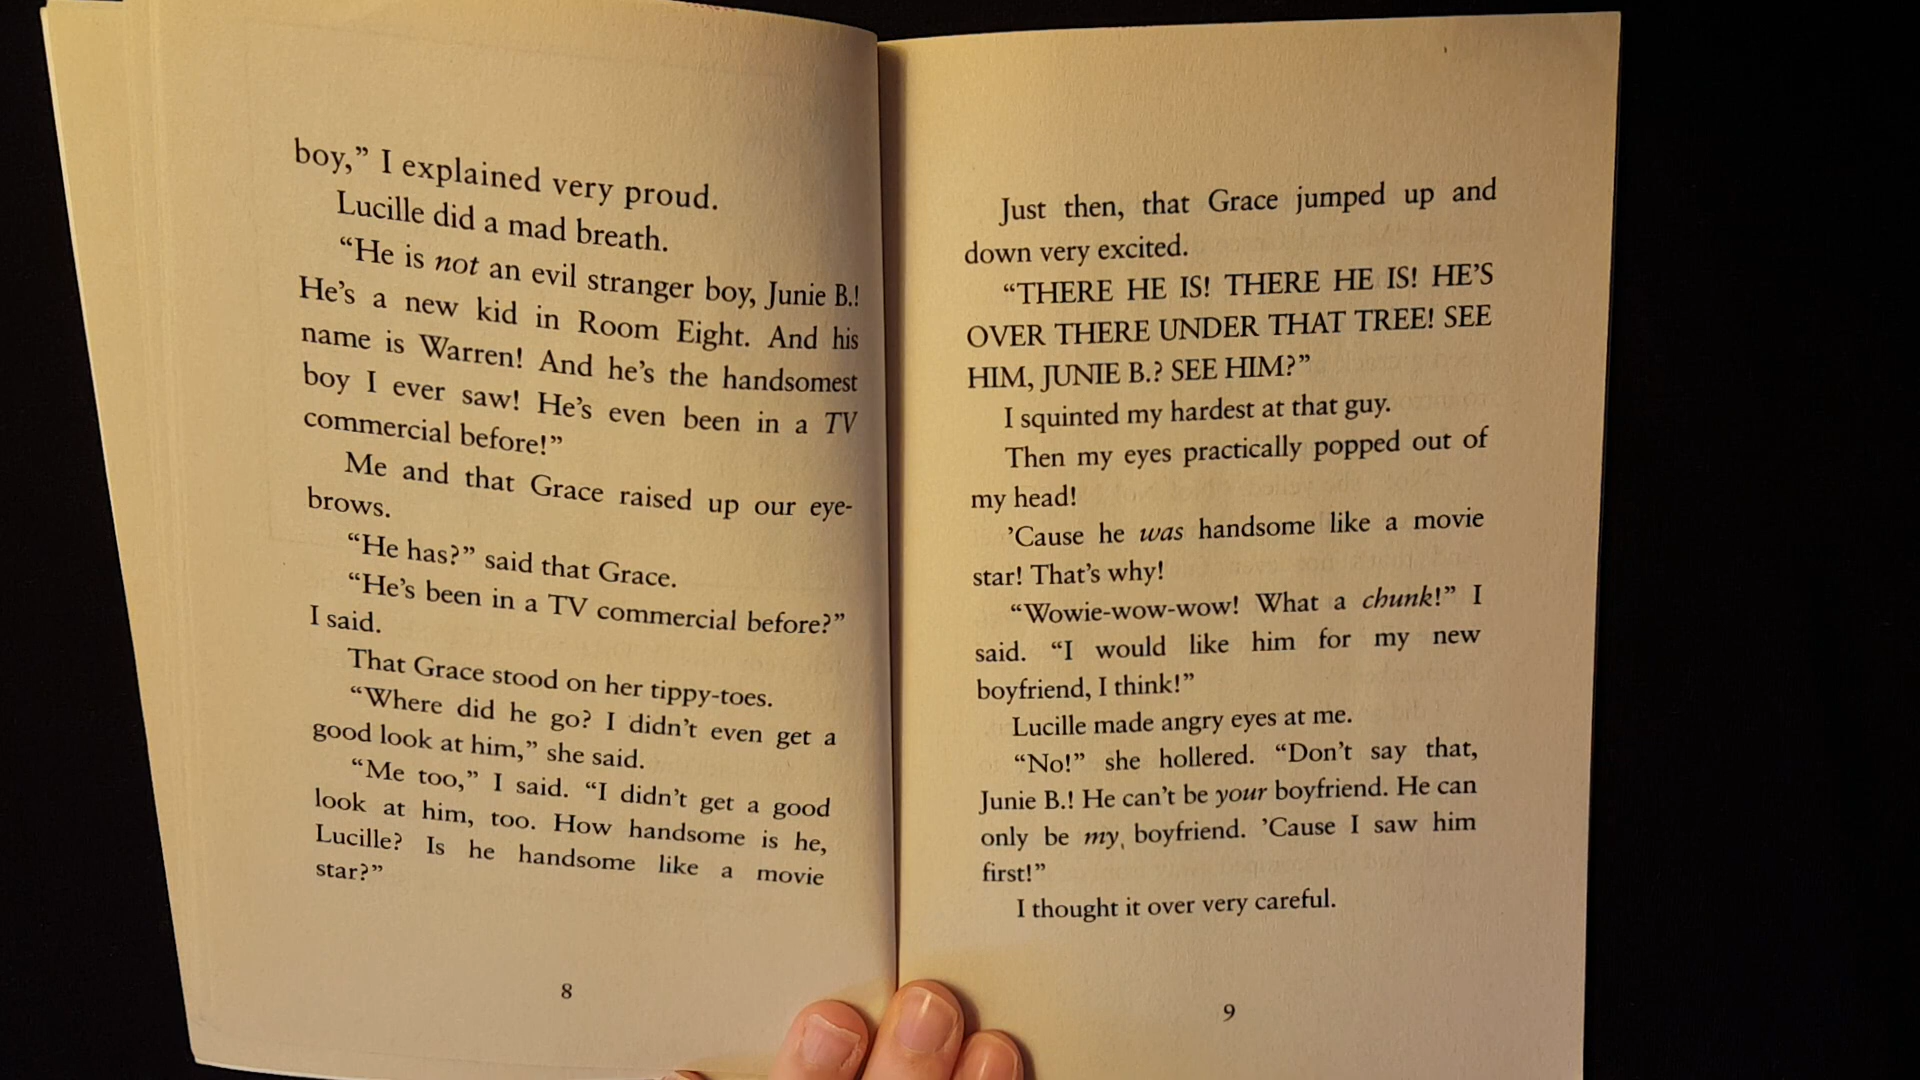 boy,” I explained very proud.
Lucille did a mad breath.
“He is not an evil stranger boy, Junie B.!
He’s a new kid in Room Eight. And his
name is Warren! And he’s the handsomest
boy I ever saw! He’s even been in a TV
commercial before!”
Me and that Grace raised up our eye-
brows.
“He has?” said that Grace.
“He’s been in a TV commercial before?”
I said.
That Grace stood on her tippy-toes.
“Where did he go? I didn’t even get a
good look at him,” she said.
“Me too,” I said. “I didn’t get a good
look at him, too. How handsome is he,
Lucille? Is he handsome like a movie
star?”
8
Just then, that Grace jumped up and
down very excited.
“THERE HE IS! THERE HE IS! HE’S
OVER THERE UNDER THAT TREE! SEE
HIM, JUNIE B.? SEE HIM?”
I squinted my hardest at that guy.
Then my eyes practically popped out of
my head!
’Cause he was handsome like a movie
star! That’s why!
“Wowie-wow-wow! What a chunk!” I
said. “I would like him for my new
boyfriend, I think!”
Lucille made angry eyes at me.
“No!” she hollered. “Don’t say that,
Junie B.! He can’t be your boyfriend. He can
only be my boyfriend. ’Cause I saw him
first!”
I thought it over very careful.
9